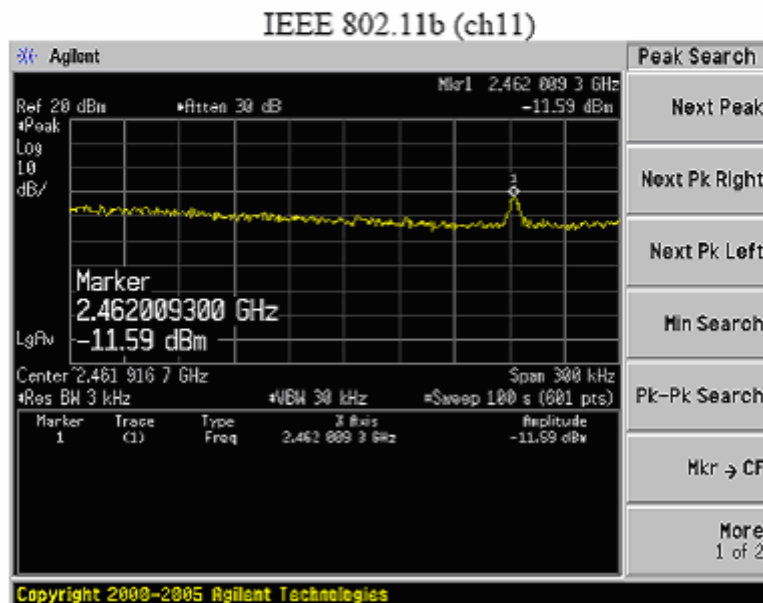 IEEE 802.11b (ch11)
Agilent
Peak Search
Mkr1 2.462 009 3 GHz
Ref 20 dBm *Atten 30 dB -11.59 dBm
*Peak
Log
10
dB/
1
Marker
2.462009300 GHz
-11.59 dBm
LgAv
Center 2.461 916 7 GHz Span 300 kHz
*Res BW 3 kHz *VBW 30 kHz *Sweep 100 s (601 pts)
Marker Trace Type X Axis Amplitude
1 (1) Freq 2.462 009 3 GHz -11.59 dBm
Next Peak
Next Pk Right
Next Pk Left
Min Search
Pk-Pk Search
Mkr → CF
More
1 of 2
Copyright 2000-2005 Agilent Technologies